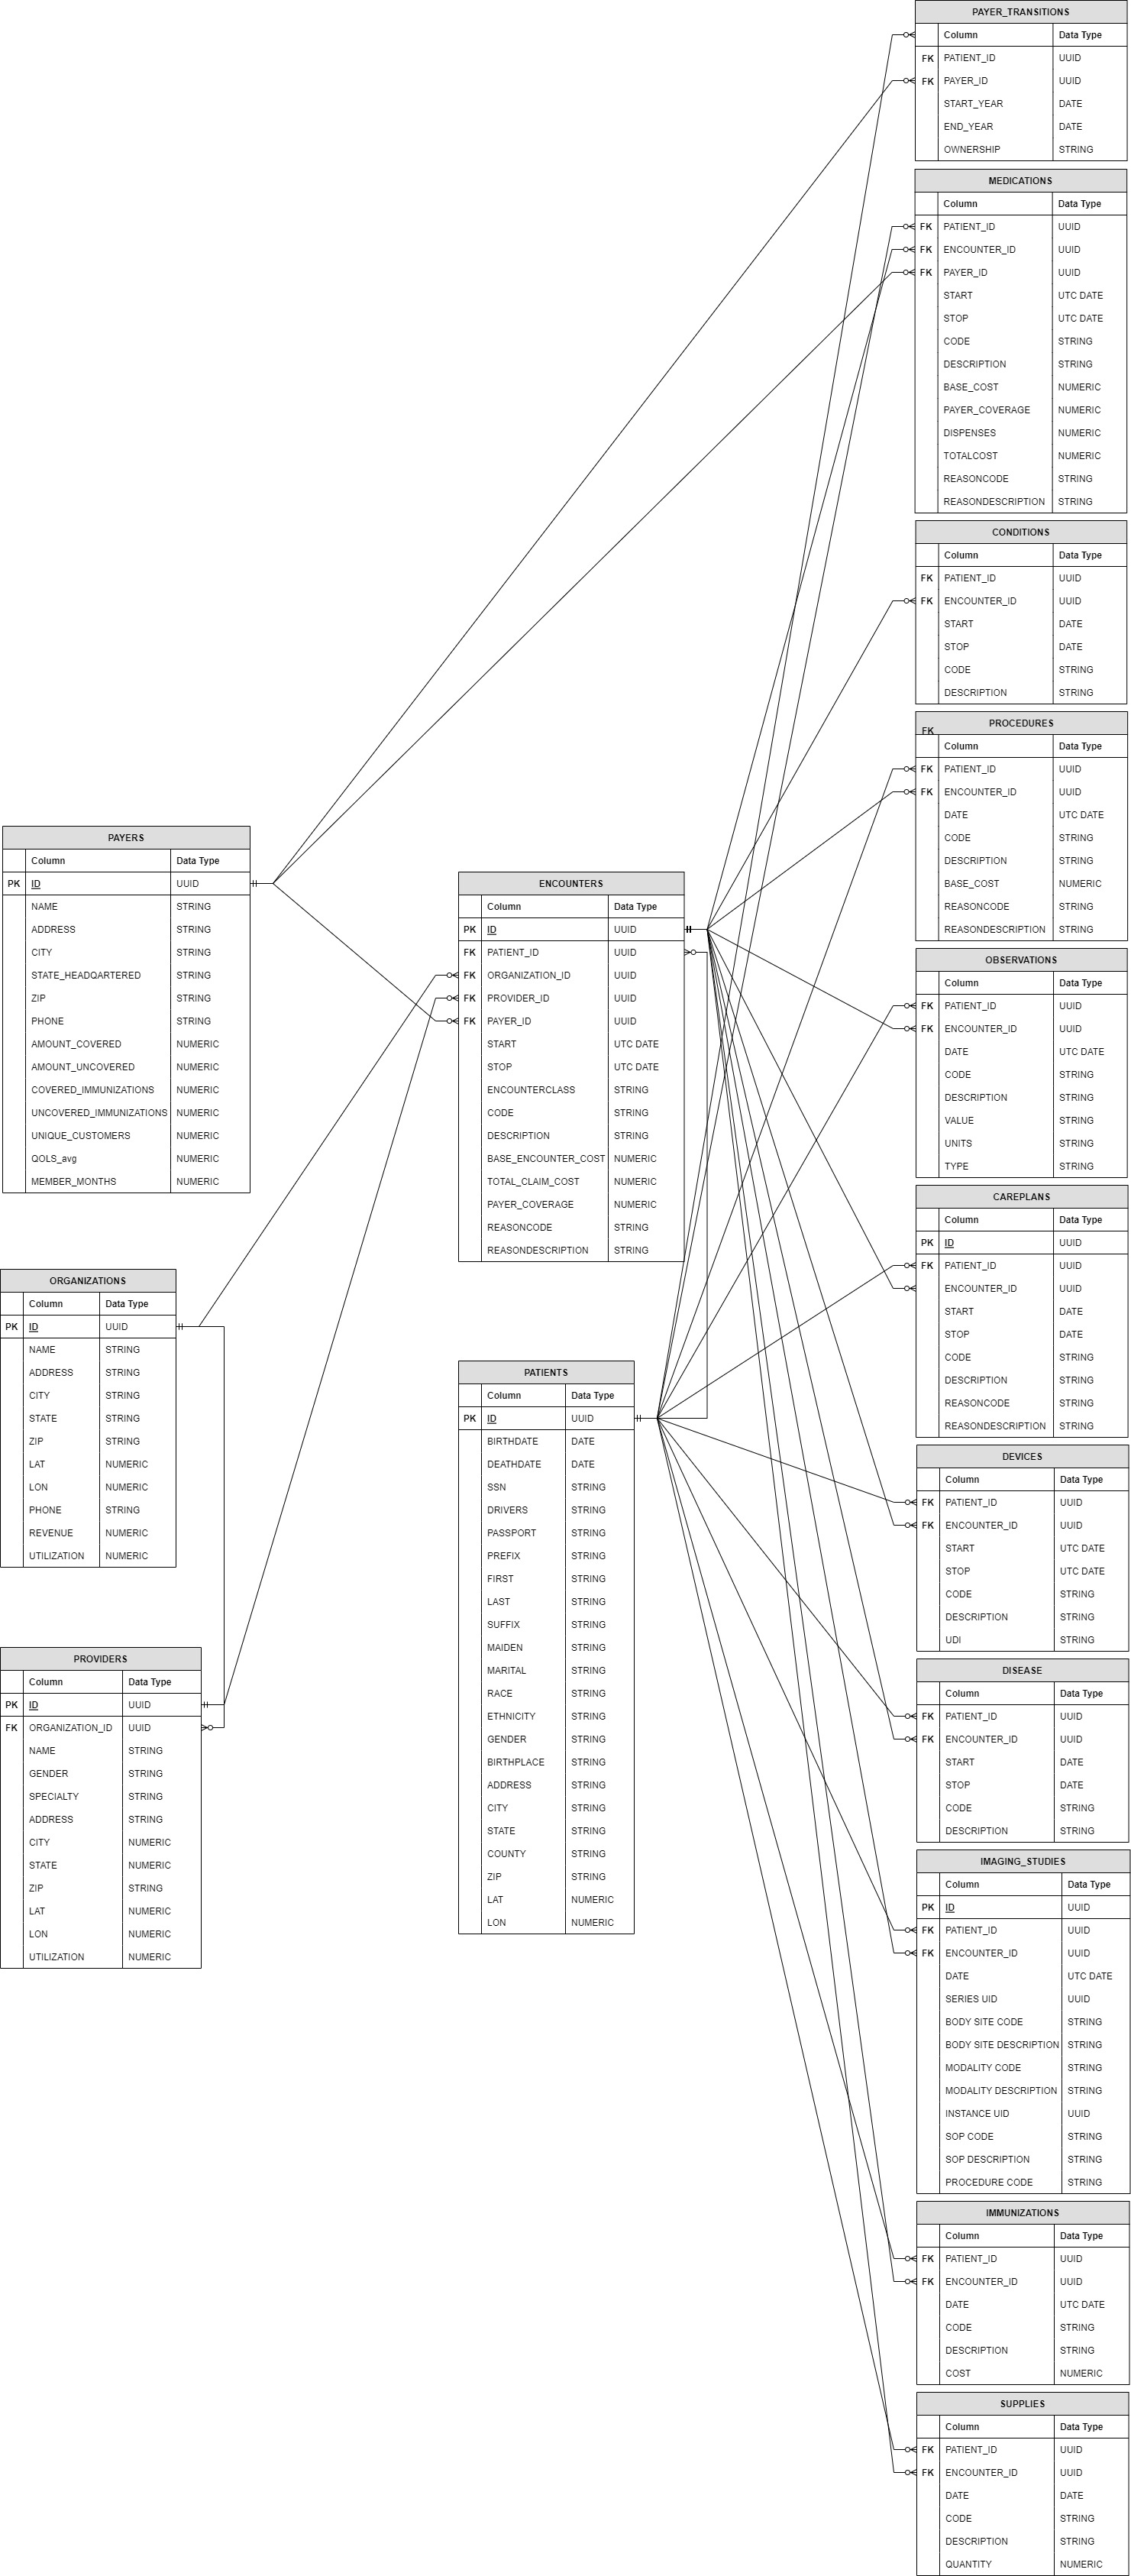 PAYER_TRANSITIONS
Column Data Type
FK PATIENT_ID UUID
FK PAYER_ID UUID
START_YEAR DATE
END_YEAR DATE
OWNERSHIP STRING
MEDICATIONS
Column Data Type
FK PATIENT_ID UUID
FK ENCOUNTER_ID UUID
FK PAYER_ID UUID
START UTC DATE
STOP UTC DATE
CODE STRING
DESCRIPTION STRING
BASE_COST NUMERIC
PAYER_COVERAGE NUMERIC
DISPENSES NUMERIC
TOTALCOST NUMERIC
REASONCODE STRING
REASONDESCRIPTION STRING
CONDITIONS
Column Data Type
FK PATIENT_ID UUID
FK ENCOUNTER_ID UUID
START DATE
STOP DATE
CODE STRING
DESCRIPTION STRING
PROCEDURES
FK
Column Data Type
FK PATIENT_ID UUID
FK ENCOUNTER_ID UUID
DATE UTC DATE
CODE STRING
DESCRIPTION STRING
BASE_COST NUMERIC
REASONCODE STRING
REASONDESCRIPTION STRING
PAYERS
Column Data Type
PK ID UUID
NAME STRING
ADDRESS STRING
CITY STRING
STATE_HEADQARTERED STRING
ZIP STRING
PHONE STRING
AMOUNT_COVERED NUMERIC
AMOUNT_UNCOVERED NUMERIC
COVERED_IMMUNIZATIONS NUMERIC
UNCOVERED_IMMUNIZATIONS NUMERIC
UNIQUE_CUSTOMERS NUMERIC
QOLS_avg NUMERIC
MEMBER_MONTHS NUMERIC
ENCOUNTERS
Column Data Type
PK ID UUID
FK PATIENT_ID UUID
FK ORGANIZATION_ID UUID
FK PROVIDER_ID UUID
FK PAYER_ID UUID
START UTC DATE
STOP UTC DATE
ENCOUNTERCLASS STRING
CODE STRING
DESCRIPTION STRING
BASE_ENCOUNTER_COST NUMERIC
TOTAL_CLAIM_COST NUMERIC
PAYER_COVERAGE NUMERIC
REASONCODE STRING
REASONDESCRIPTION STRING
OBSERVATIONS
Column Data Type
FK PATIENT_ID UUID
FK ENCOUNTER_ID UUID
DATE UTC DATE
CODE STRING
DESCRIPTION STRING
VALUE STRING
UNITS STRING
TYPE STRING
CAREPLANS
Column Data Type
PK ID UUID
FK PATIENT_ID UUID
ENCOUNTER_ID UUID
START DATE
STOP DATE
CODE STRING
DESCRIPTION STRING
REASONCODE STRING
REASONDESCRIPTION STRING
ORGANIZATIONS
Column Data Type
PK ID UUID
NAME STRING
ADDRESS STRING
CITY STRING
STATE STRING
ZIP STRING
LAT NUMERIC
LON NUMERIC
PHONE STRING
REVENUE NUMERIC
UTILIZATION NUMERIC
PATIENTS
Column Data Type
PK ID UUID
BIRTHDATE DATE
DEATHDATE DATE
SSN STRING
DRIVERS STRING
PASSPORT STRING
PREFIX STRING
FIRST STRING
LAST STRING
SUFFIX STRING
MAIDEN STRING
MARITAL STRING
RACE STRING
ETHNICITY STRING
GENDER STRING
BIRTHPLACE STRING
ADDRESS STRING
CITY STRING
STATE STRING
COUNTY STRING
ZIP STRING
LAT NUMERIC
LON NUMERIC
DEVICES
Column Data Type
FK PATIENT_ID UUID
FK ENCOUNTER_ID UUID
START UTC DATE
STOP UTC DATE
CODE STRING
DESCRIPTION STRING
UDI STRING
PROVIDERS
Column Data Type
PK ID UUID
FK ORGANIZATION_ID UUID
NAME STRING
GENDER STRING
SPECIALTY STRING
ADDRESS STRING
CITY NUMERIC
STATE NUMERIC
ZIP STRING
LAT NUMERIC
LON NUMERIC
UTILIZATION NUMERIC
DISEASE
Column Data Type
FK PATIENT_ID UUID
FK ENCOUNTER_ID UUID
START DATE
STOP DATE
CODE STRING
DESCRIPTION STRING
IMAGING_STUDIES
Column Data Type
PK ID UUID
FK PATIENT_ID UUID
FK ENCOUNTER_ID UUID
DATE UTC DATE
SERIES UID UUID
BODY SITE CODE STRING
BODY SITE DESCRIPTION STRING
MODALITY CODE STRING
MODALITY DESCRIPTION STRING
INSTANCE UID UUID
SOP CODE STRING
SOP DESCRIPTION STRING
PROCEDURE CODE STRING
IMMUNIZATIONS
Column Data Type
FK PATIENT_ID UUID
FK ENCOUNTER_ID UUID
DATE UTC DATE
CODE STRING
DESCRIPTION STRING
COST NUMERIC
SUPPLIES
Column Data Type
FK PATIENT_ID UUID
FK ENCOUNTER_ID UUID
DATE DATE
CODE STRING
DESCRIPTION STRING
QUANTITY NUMERIC